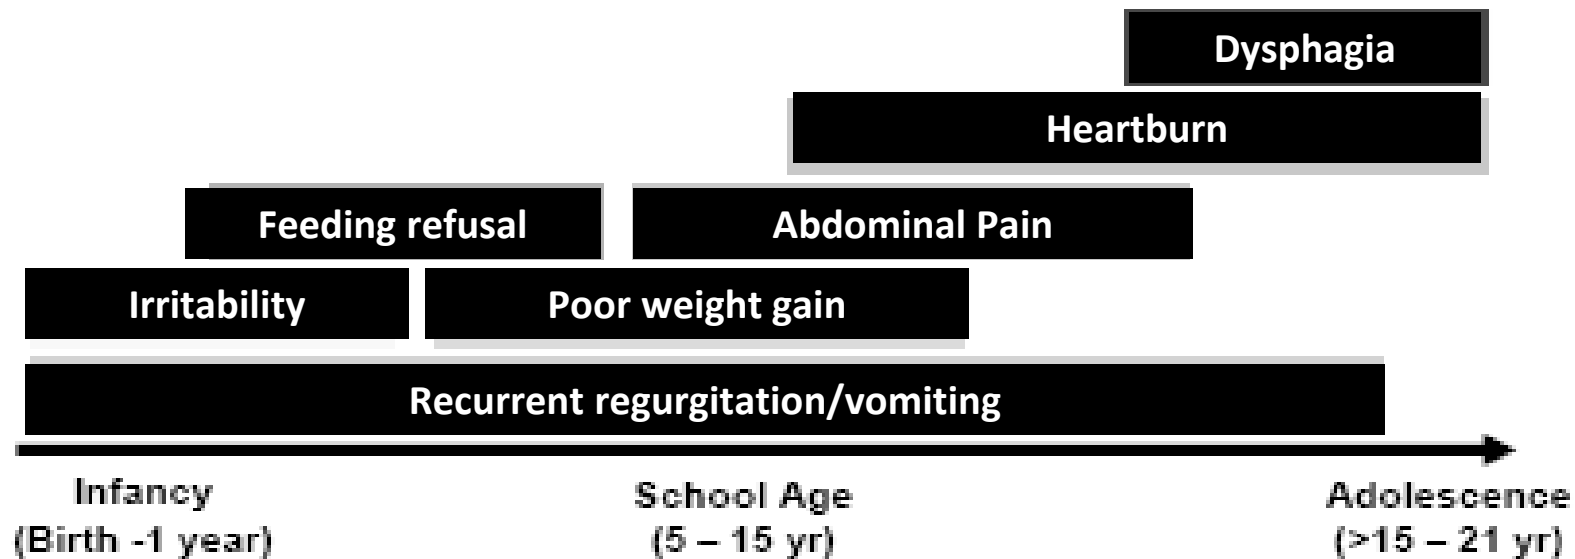 Dysphagia
Heartburn
Feeding refusal
Abdominal Pain
Irritability
Poor weight gain
Recurrent regurgitation/vomiting
Infancy
(Birth -1 year)
School Age
(5 – 15 yr)
Adolescence
(>15 – 21 yr)